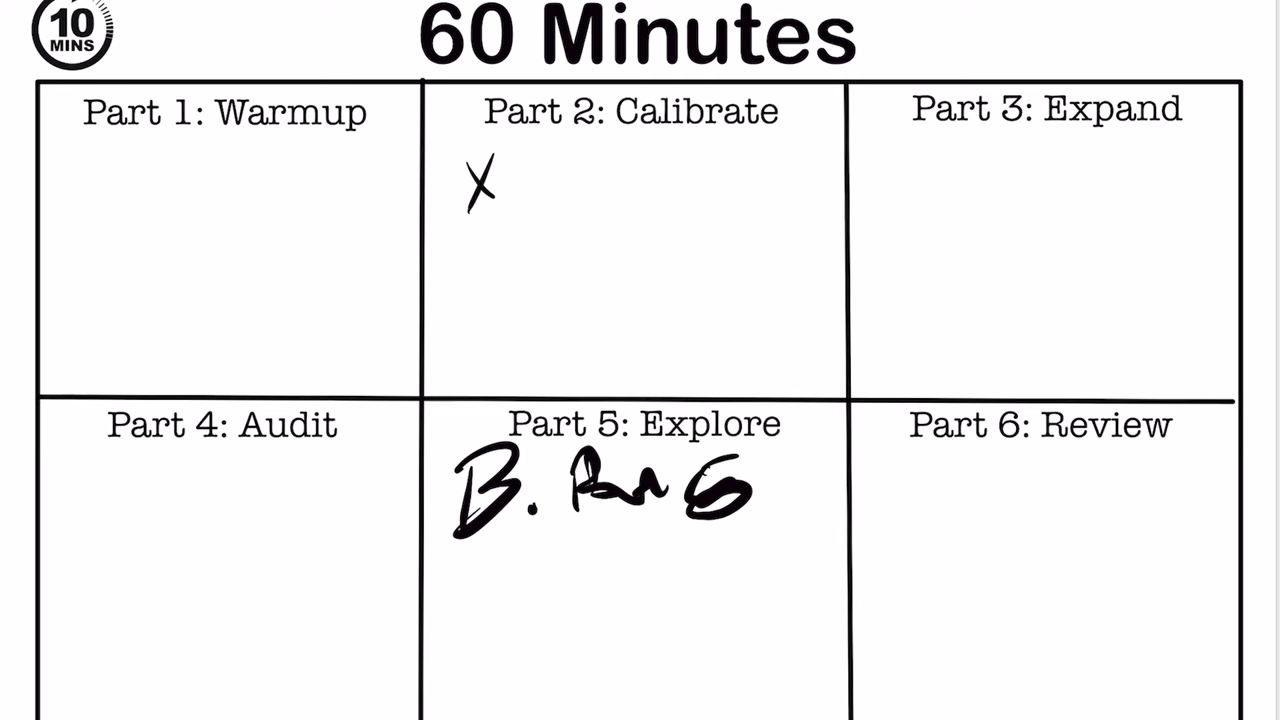 10
MINS
60 Minutes
Part 1: Warmup
Part 2: Calibrate
Part 3: Expand
X
Part 4: Audit
Part 5: Explore
Part 6: Review
B.